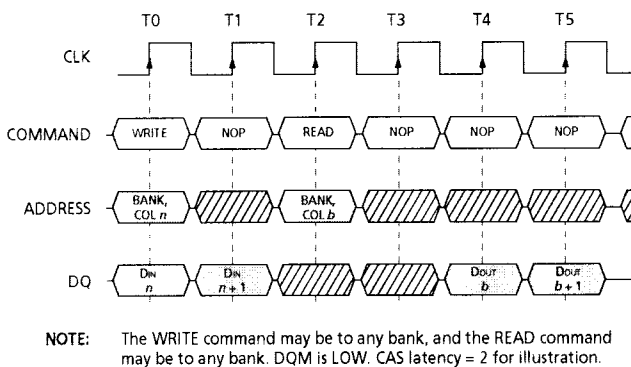 T0 T1 T2 T3 T4 T5
CLK
COMMAND WRITE NOP READ NOP NOP NOP
ADDRESS BANK, COL n BANK, COL b
DQ DIN n DIN n + 1 DOUT b DOUT b + 1
NOTE: The WRITE command may be to any bank, and the READ command
may be to any bank. DQM is LOW. CAS latency = 2 for illustration.